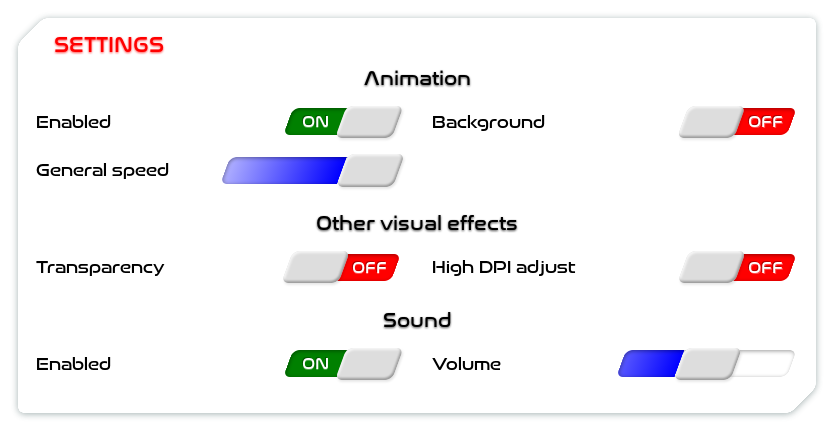 SETTINGS
Animation
Enabled ON Background OFF
General speed
Other visual effects
Transparency OFF High DPI adjust OFF
Sound
Enabled ON Volume